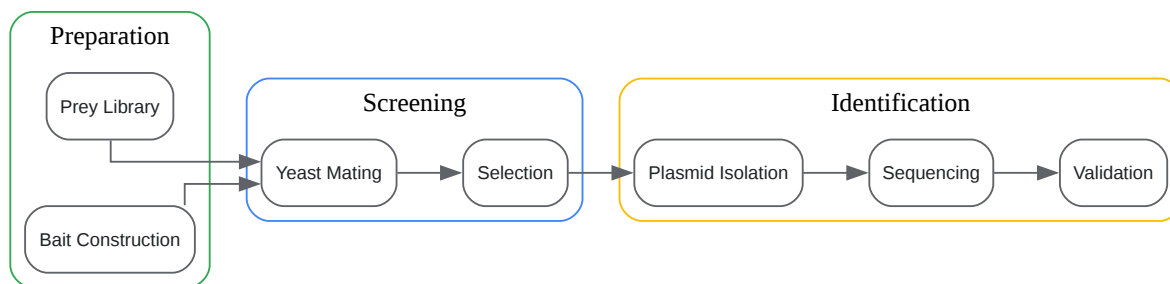 Preparation
Prey Library
Bait Construction
Screening
Yeast Mating
Selection
Identification
Plasmid Isolation
Sequencing
Validation